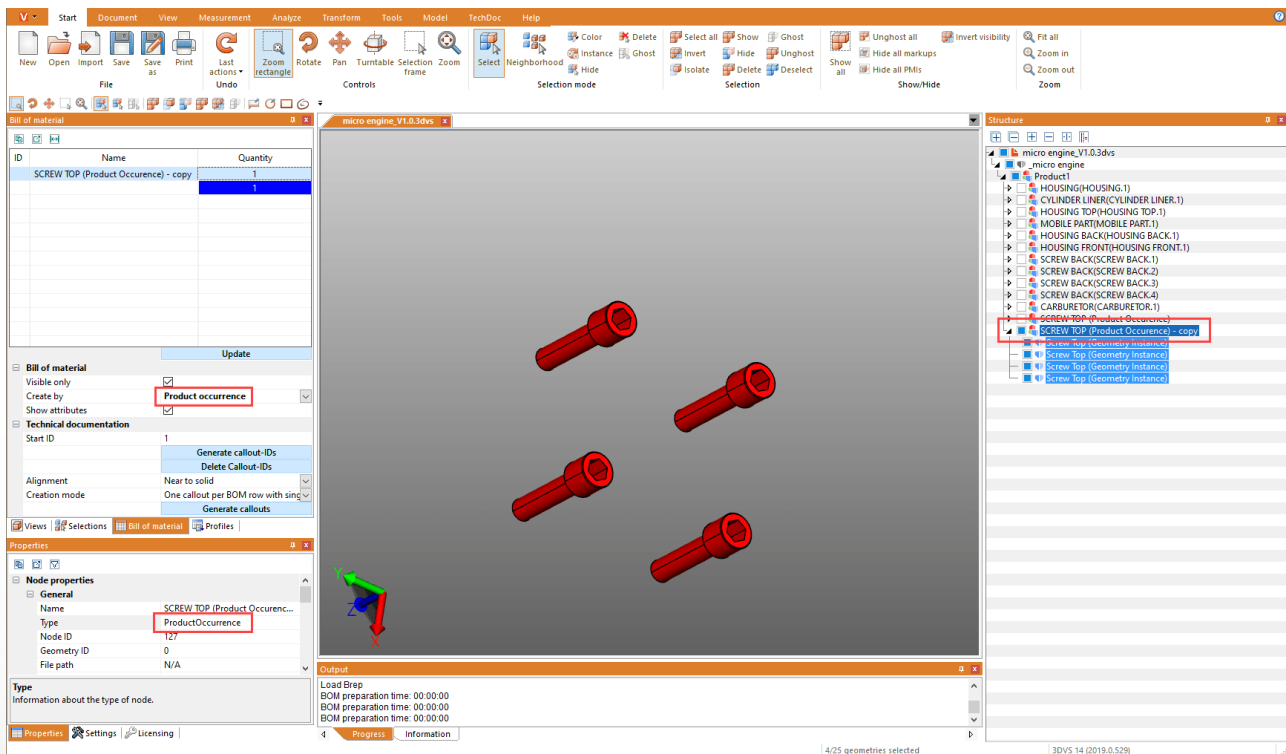 V Start Document View Measurement Analyze Transform Tools Model TechDoc Help
New Open Import Save Save as Print Last actions Zoom rectangle Rotate Pan Turntable Selection frame Zoom Select Neighborhood
Color Delete Select all Show Ghost Unghost all Invert visibility Fit all
Instance Ghost Invert Hide Unghost Show all Hide all markups Zoom in
Hide Isolate Delete Deselect Hide all PMIs Zoom out
File Undo Controls Selection mode Selection Show/Hide Zoom
Bill of material
ID Name Quantity
SCREW TOP (Product Occurence) - copy 1
1
Update
Bill of material
Visible only
Create by Product occurrence
Show attributes
Technical documentation
Start ID 1
Generate callout-IDs
Delete Callout-IDs
Alignment Near to solid
Creation mode One callout per BOM row with sing
Generate callouts
Views Selections Bill of material Profiles
Properties
Node properties
General
Name SCREW TOP (Product Occurenc...
Type ProductOccurrence
Node ID 127
Geometry ID 0
File path N/A
Type
Information about the type of node.
Properties Settings Licensing
micro engine_V1.0.3dvs
Y
Z
X
Output
Load Brep
BOM preparation time: 00:00:00
BOM preparation time: 00:00:00
BOM preparation time: 00:00:00
Progress Information
Structure
micro engine_V1.0.3dvs
_micro engine
Product1
HOUSING(HOUSING.1)
CYLINDER LINER(CYLINDER LINER.1)
HOUSING TOP(HOUSING TOP.1)
MOBILE PART(MOBILE PART.1)
HOUSING BACK(HOUSING BACK.1)
HOUSING FRONT(HOUSING FRONT.1)
SCREW BACK(SCREW BACK.1)
SCREW BACK(SCREW BACK.2)
SCREW BACK(SCREW BACK.3)
SCREW BACK(SCREW BACK.4)
CARBURETOR(CARBURETOR.1)
SCREW TOP (Product Occurence)
SCREW TOP (Product Occurence) - copy
Screw Top (Geometry Instance)
Screw Top (Geometry Instance)
Screw Top (Geometry Instance)
Screw Top (Geometry Instance)
4/25 geometries selected 3DVS 14 (2019.0.529)